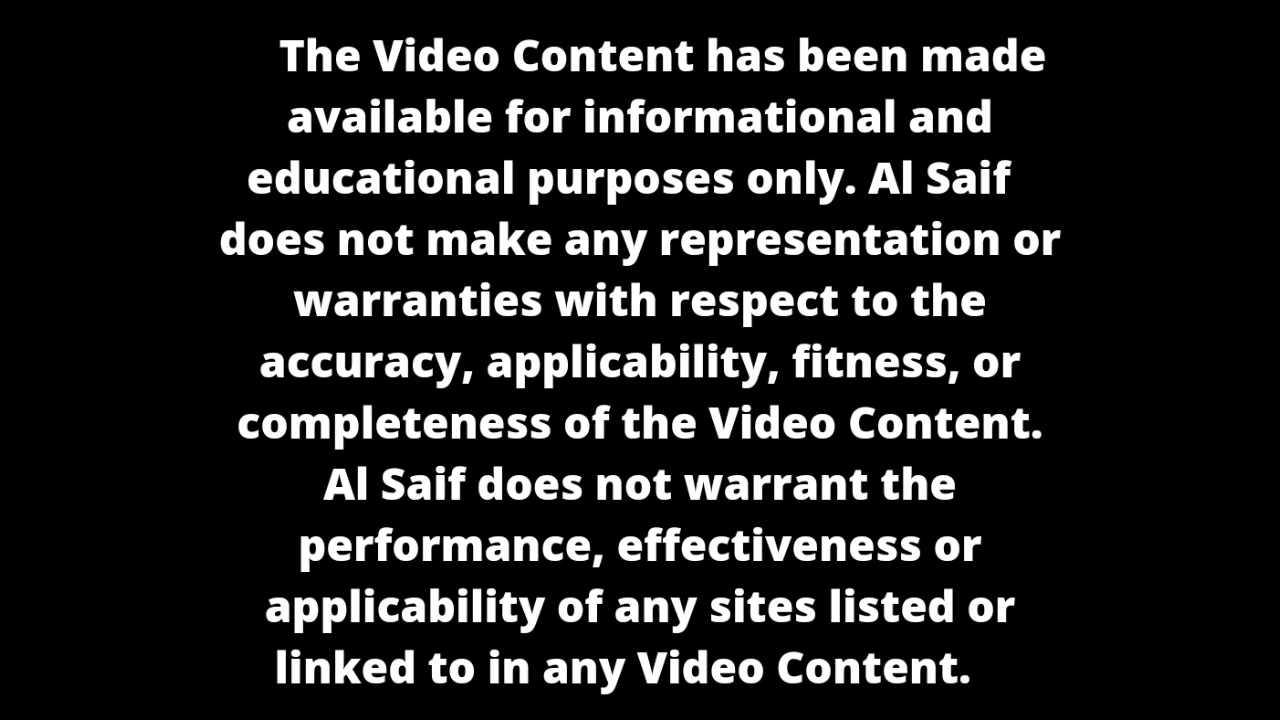 The Video Content has been made
available for informational and
educational purposes only. Al Saif
does not make any representation or
warranties with respect to the
accuracy, applicability, fitness, or
completeness of the Video Content.
Al Saif does not warrant the
performance, effectiveness or
applicability of any sites listed or
linked to in any Video Content.